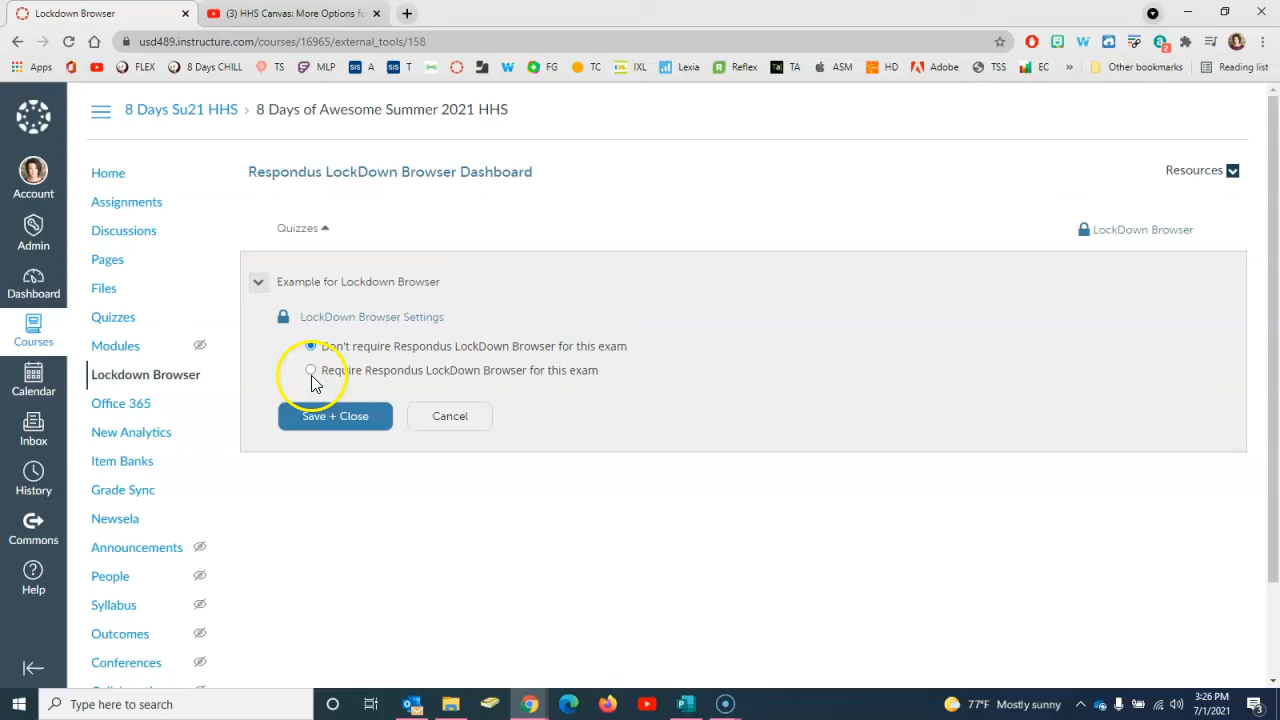 Lockdown Browser
(3) HHS Canvas: More Options fo
usd489.instructure.com/courses/16965/external_tools/158
Apps
FLEX
8 Days CHILL
TS
MLP
SIS A
SIS T
FG
TC
IXL
Lexia
Reflex
TA
ASM
HD
Adobe
TSS
EC
»
Other bookmarks
Reading list
8 Days Su21 HHS › 8 Days of Awesome Summer 2021 HHS
Account
Admin
Dashboard
Courses
Calendar
Inbox
History
Commons
Help
Home
Assignments
Discussions
Pages
Files
Quizzes
Modules
Lockdown Browser
Office 365
New Analytics
Item Banks
Grade Sync
Newsela
Announcements
People
Syllabus
Outcomes
Conferences
Respondus LockDown Browser Dashboard
Resources
Quizzes
LockDown Browser
Example for Lockdown Browser
LockDown Browser Settings
Don't require Respondus LockDown Browser for this exam
Require Respondus LockDown Browser for this exam
Save + Close
Cancel
Type here to search
77°F Mostly sunny
3:26 PM
7/1/2021